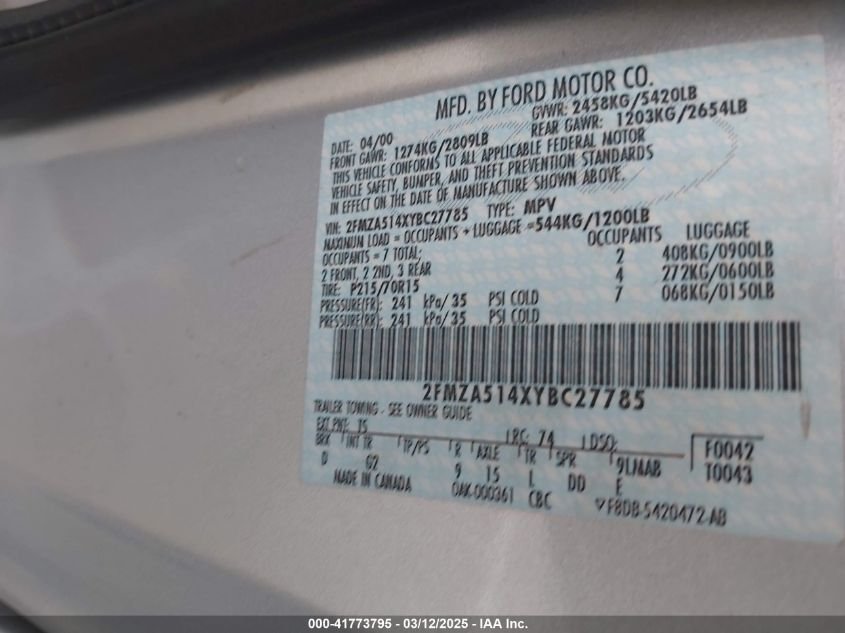 MFD. BY FORD MOTOR CO.
DATE: 04/00 GVWR: 2458KG/5420LB
FRONT GAWR: 1274KG/2809LB REAR GAWR: 1203KG/2654LB
THIS VEHICLE CONFORMS TO ALL APPLICABLE FEDERAL MOTOR
VEHICLE SAFETY, BUMPER, AND THEFT PREVENTION STANDARDS
IN EFFECT ON THE DATE OF MANUFACTURE SHOWN ABOVE.
VIN: 2FMZA514XYBC27785 TYPE: MPV
MAXIMUM LOAD = OCCUPANTS + LUGGAGE =544KG/1200LB
OCCUPANTS = 7 TOTAL; OCCUPANTS LUGGAGE
2 FRONT, 2 2ND, 3 REAR 2 408KG/0900LB
TIRE: P215/70R15 4 272KG/0600LB
PRESSURE(FR): 241 kPa/35 PSI COLD 7 068KG/0150LB
PRESSURE(RR): 241 kPa/35 PSI COLD
2FMZA514XYBC27785
TRAILER TOWING - SEE OWNER GUIDE
EXT PNT: TS RC: 74 DSO: F0042
BRK INT TR TP/PS R AXLE TR SPR T0043
D G2 9 15 L DD 9L/MAB
E
MADE IN CANADA OAK-000361 CBC F8DB-5420472-AB
000-41773795 - 03/12/2025 - IAA Inc.